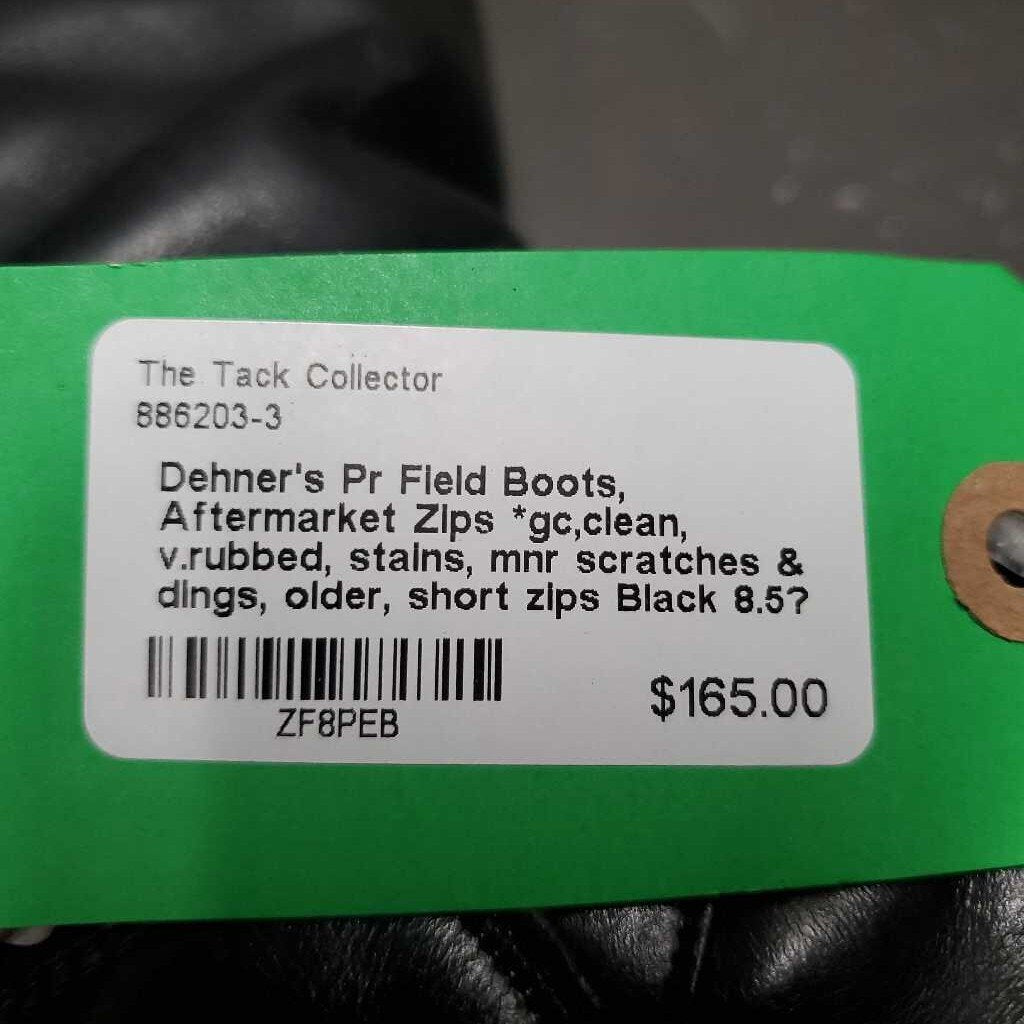 The Tack Collector
886203-3
Dehner's Pr Field Boots,
Aftermarket Zips *gc,clean,
v.rubbed, stains, mnr scratches &
dings, older, short zips Black 8.5?
ZF8PEB
$165.00